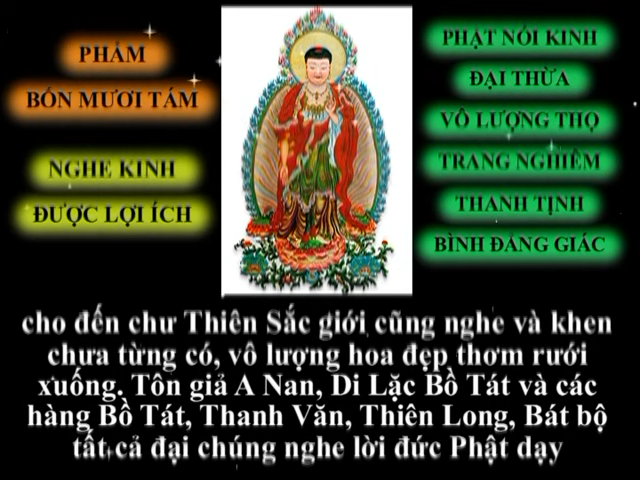 PHẨM
BỐN MƯƠI TÁM
NGHE KINH
ĐƯỢC LỢI ÍCH
PHẬT NÓI KINH
ĐẠI THỪA
VÔ LƯỢNG THỌ
TRANG NGHIÊM
THANH TỊNH
BÌNH ĐẲNG GIÁC
cho đến chư Thiên Sắc giới cũng nghe và khen
chưa từng có, vô lượng hoa đẹp thơm rưới
xuống. Tôn giả A Nan, Di Lặc Bồ Tát và các
hàng Bồ Tát, Thanh Văn, Thiên Long, Bát bộ
tất cả đại chúng nghe lời đức Phật dạy